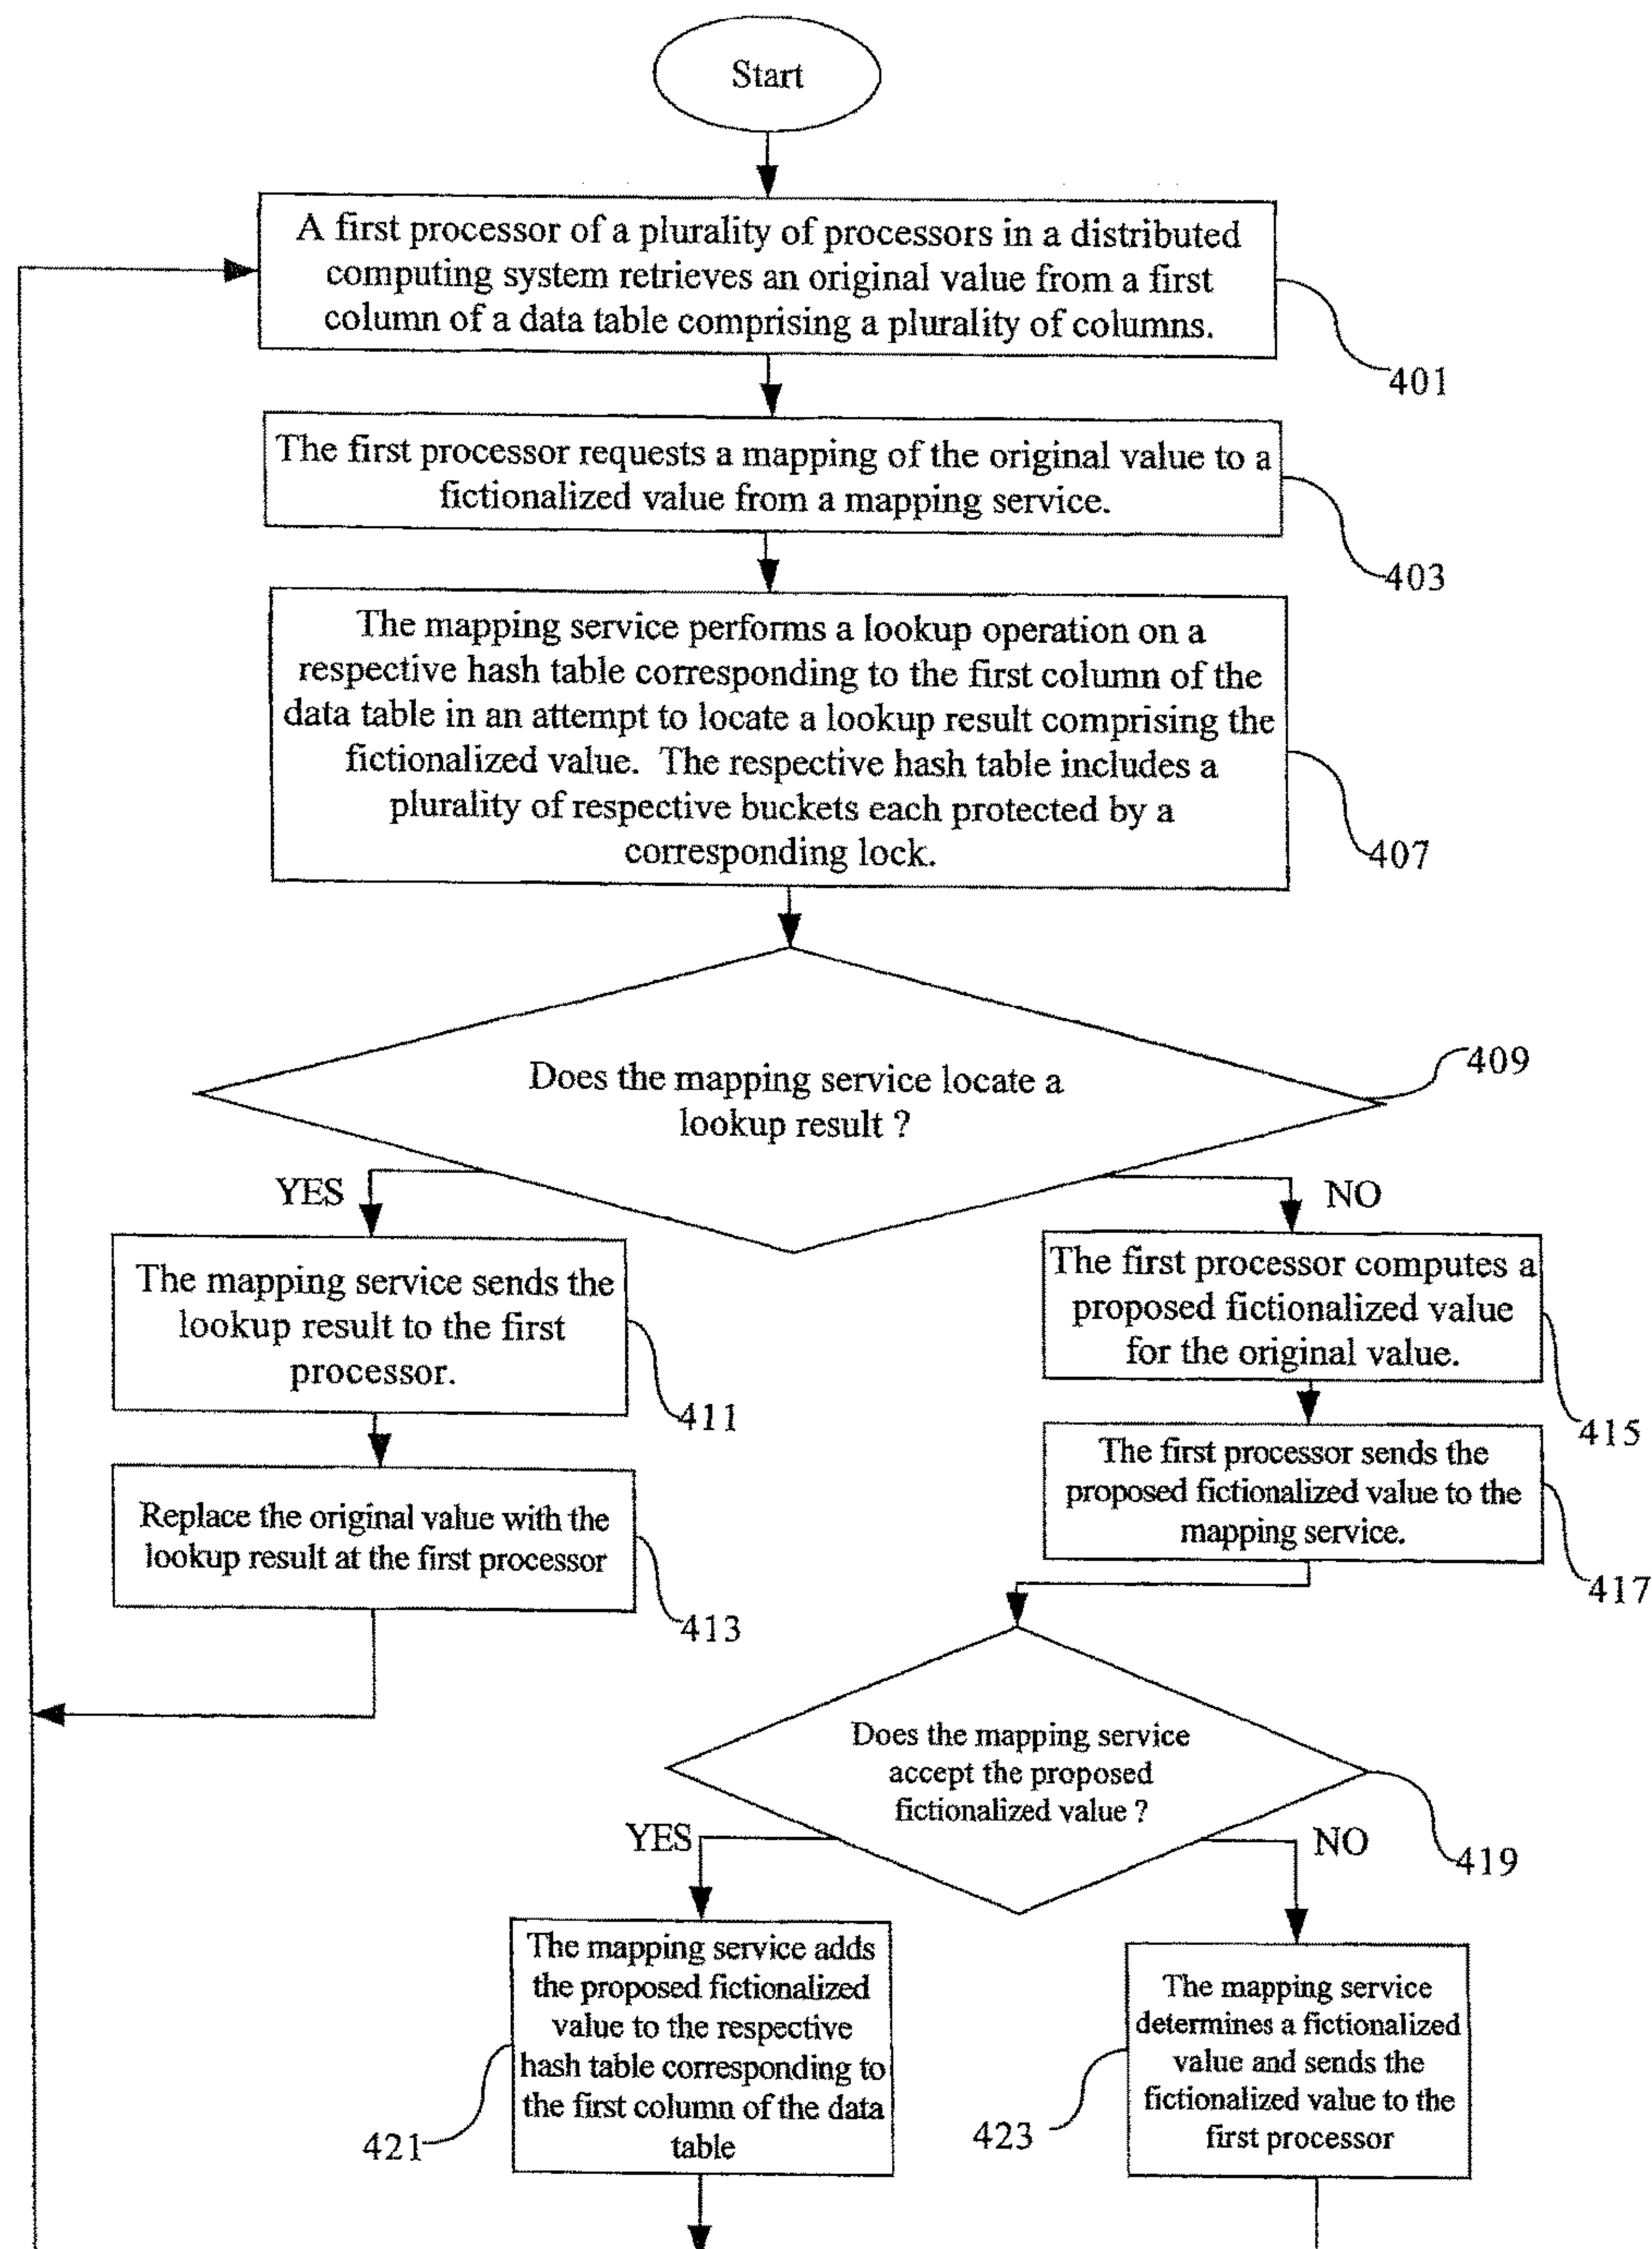 Start
A first processor of a plurality of processors in a distributed
computing system retrieves an original value from a first
column of a data table comprising a plurality of columns.
401
The first processor requests a mapping of the original value to a
fictionalized value from a mapping service.
403
The mapping service performs a lookup operation on a
respective hash table corresponding to the first column of the
data table in an attempt to locate a lookup result comprising the
fictionalized value. The respective hash table includes a
plurality of respective buckets each protected by a
corresponding lock.
407
Does the mapping service locate a
lookup result ?
409
YES
NO
The mapping service sends the
lookup result to the first
processor.
411
The first processor computes a
proposed fictionalized value
for the original value.
415
Replace the original value with the
lookup result at the first processor
413
The first processor sends the
proposed fictionalized value to the
mapping service.
417
Does the mapping service
accept the proposed
fictionalized value ?
419
YES
NO
The mapping service adds
the proposed fictionalized
value to the respective
hash table corresponding to
the first column of the data
table
421
The mapping service
determines a fictionalized
value and sends the
fictionalized value to the
first processor
423